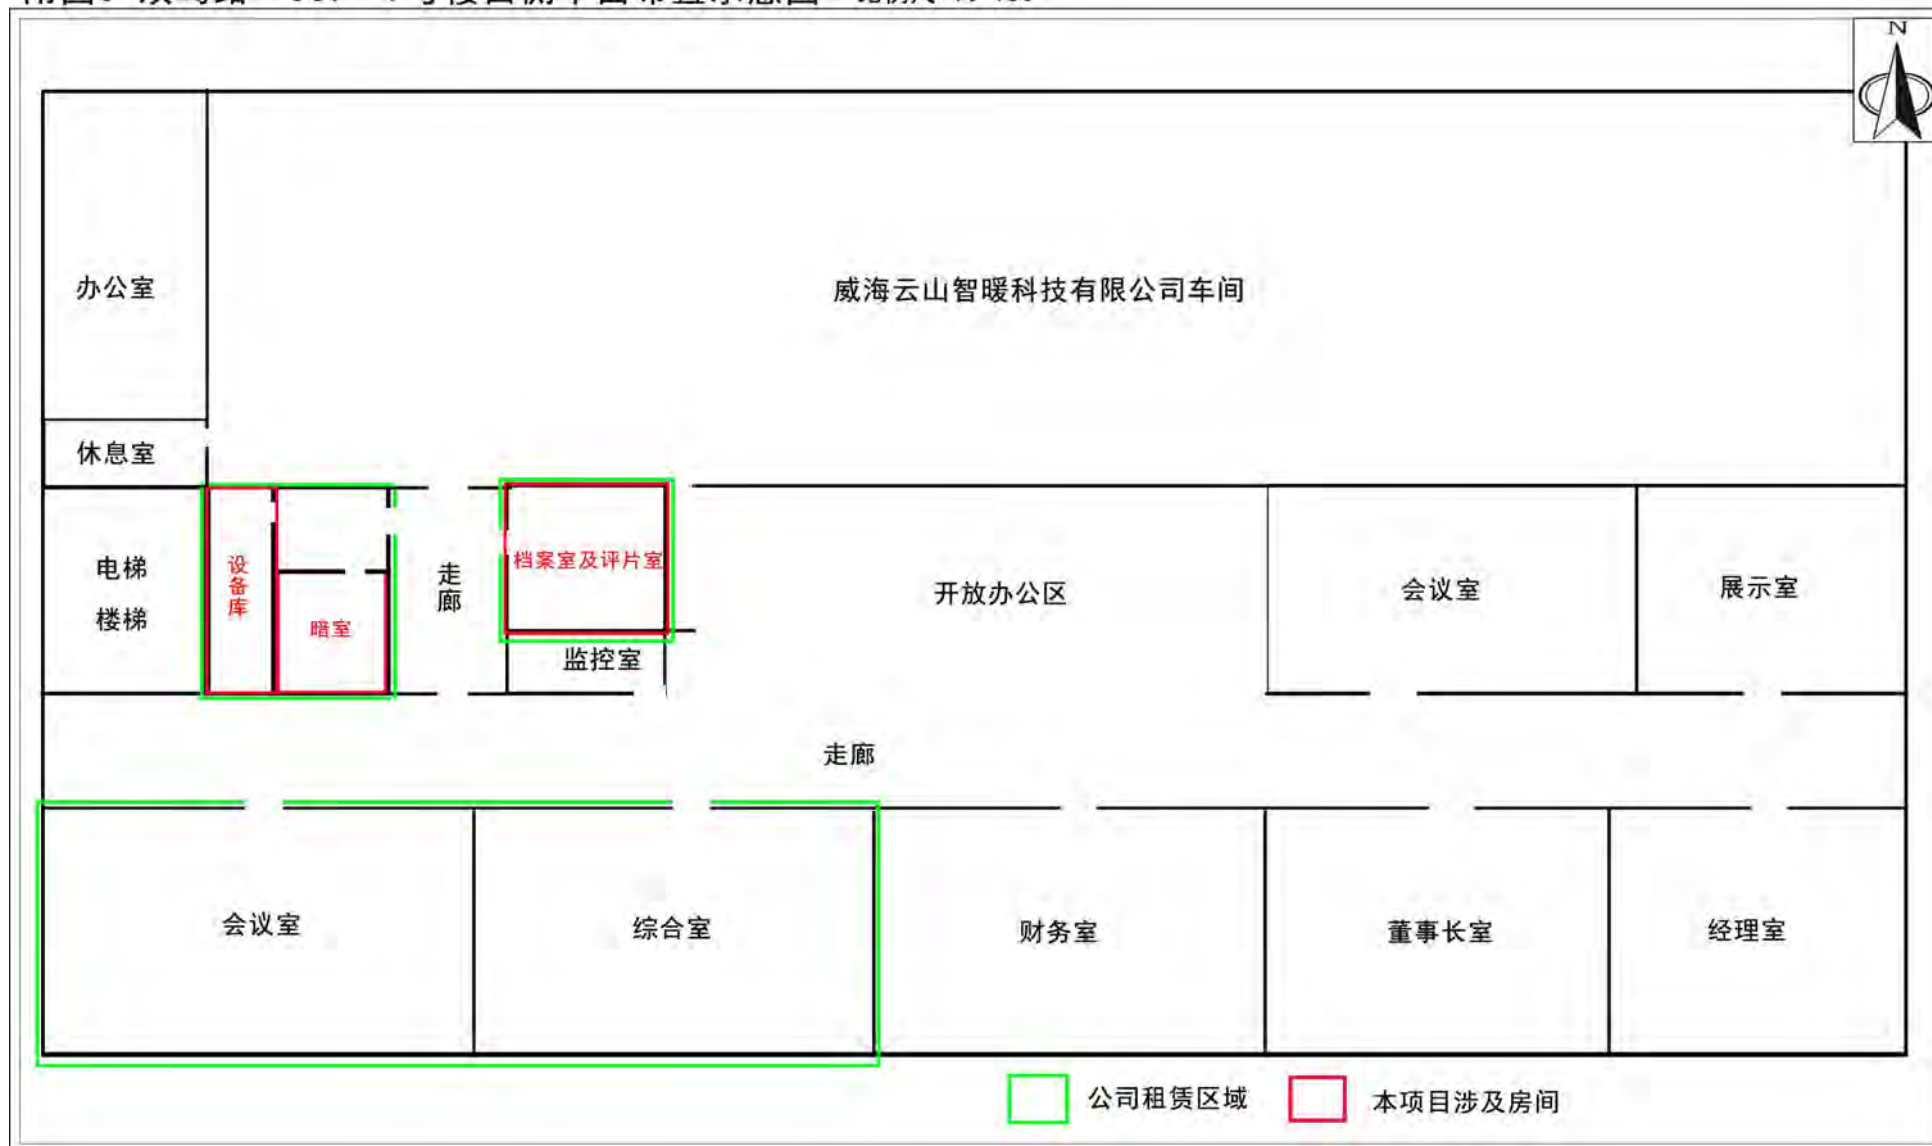 N
办公室
威海云山智暖科技有限公司车间
休息室
电梯
楼梯
设备库
暗室
走廊
档案室及评片室
监控室
开放办公区
会议室
展示室
走廊
会议室
综合室
财务室
董事长室
经理室
公司租赁区域
本项目涉及房间